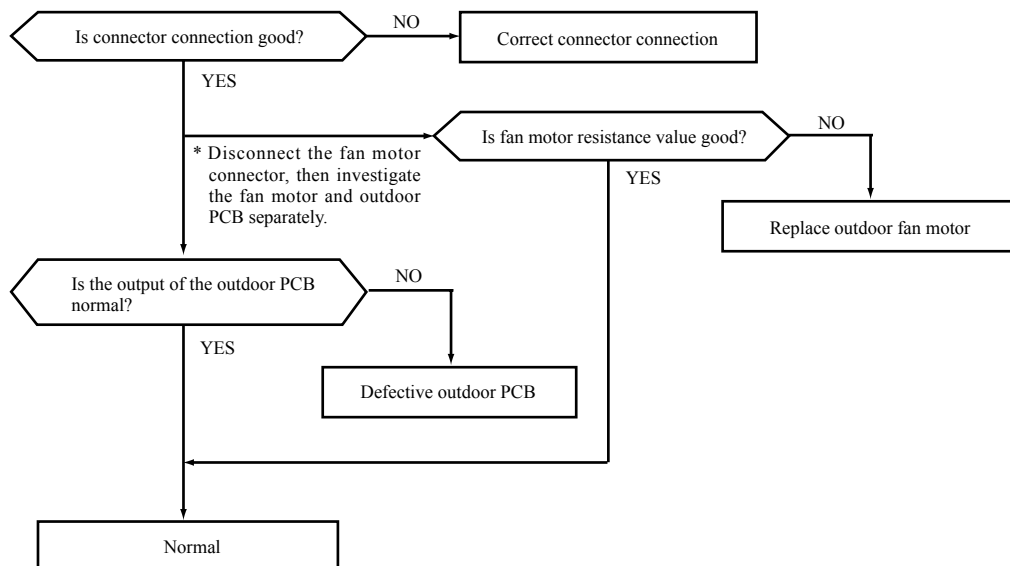 Is connector connection good?
NO
Correct connector connection
YES
Is fan motor resistance value good?
NO
* Disconnect the fan motor
connector, then investigate
the fan motor and outdoor
PCB separately.
YES
Replace outdoor fan motor
Is the output of the outdoor PCB
normal?
NO
YES
Defective outdoor PCB
Normal